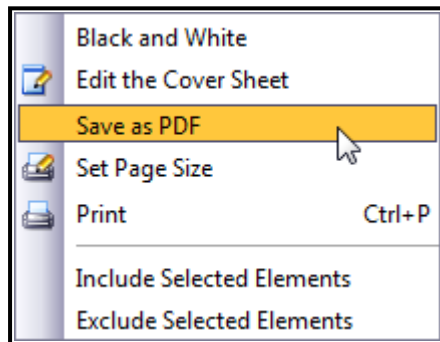 Black and White
Edit the Cover Sheet
Save as PDF
Set Page Size
Print Ctrl+P
Include Selected Elements
Exclude Selected Elements